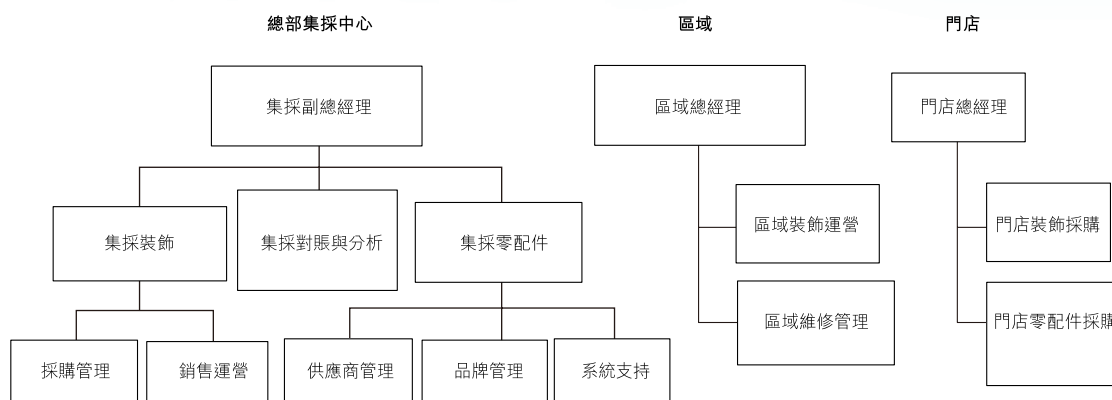 總部集採中心
區域
門店
集採副總經理
區域總經理
門店總經理
集採裝飾
集採對賬與分析
集採零配件
區域裝飾運營
門店裝飾採購
採購管理
銷售運營
供應商管理
品牌管理
系統支持
區域維修管理
門店零配件採購